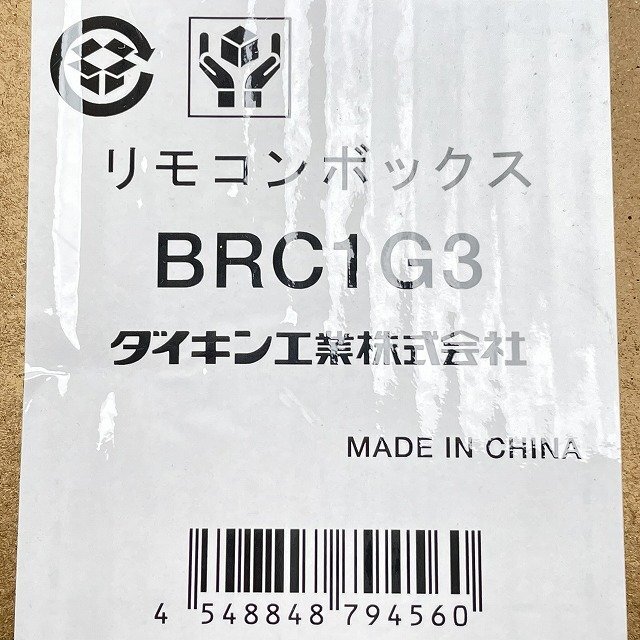 リモコンボックス
BRC1G3
ダイキン工業株式会社
MADE IN CHINA
4 548848 794560